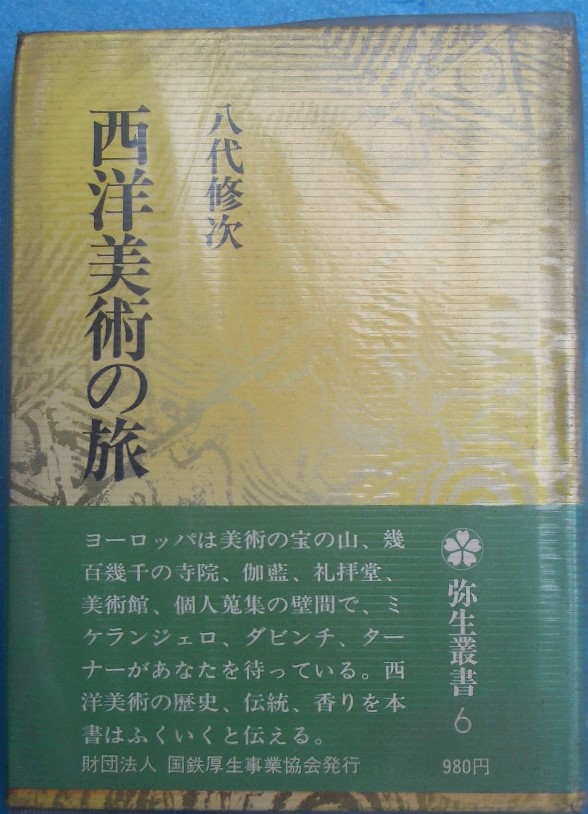 八代修次
西洋美術の旅
弥生叢書 6
ヨーロッパは美術の宝の山、幾
百幾千の寺院、伽藍、礼拝堂、
美術館、個人蒐集の壁間で、ミ
ケランジェロ、ダビンチ、ター
ナーがあなたを待っている。西
洋美術の歴史、伝統、香りを本
書はふくいくと伝える。
財団法人 国鉄厚生事業協会発行
980円